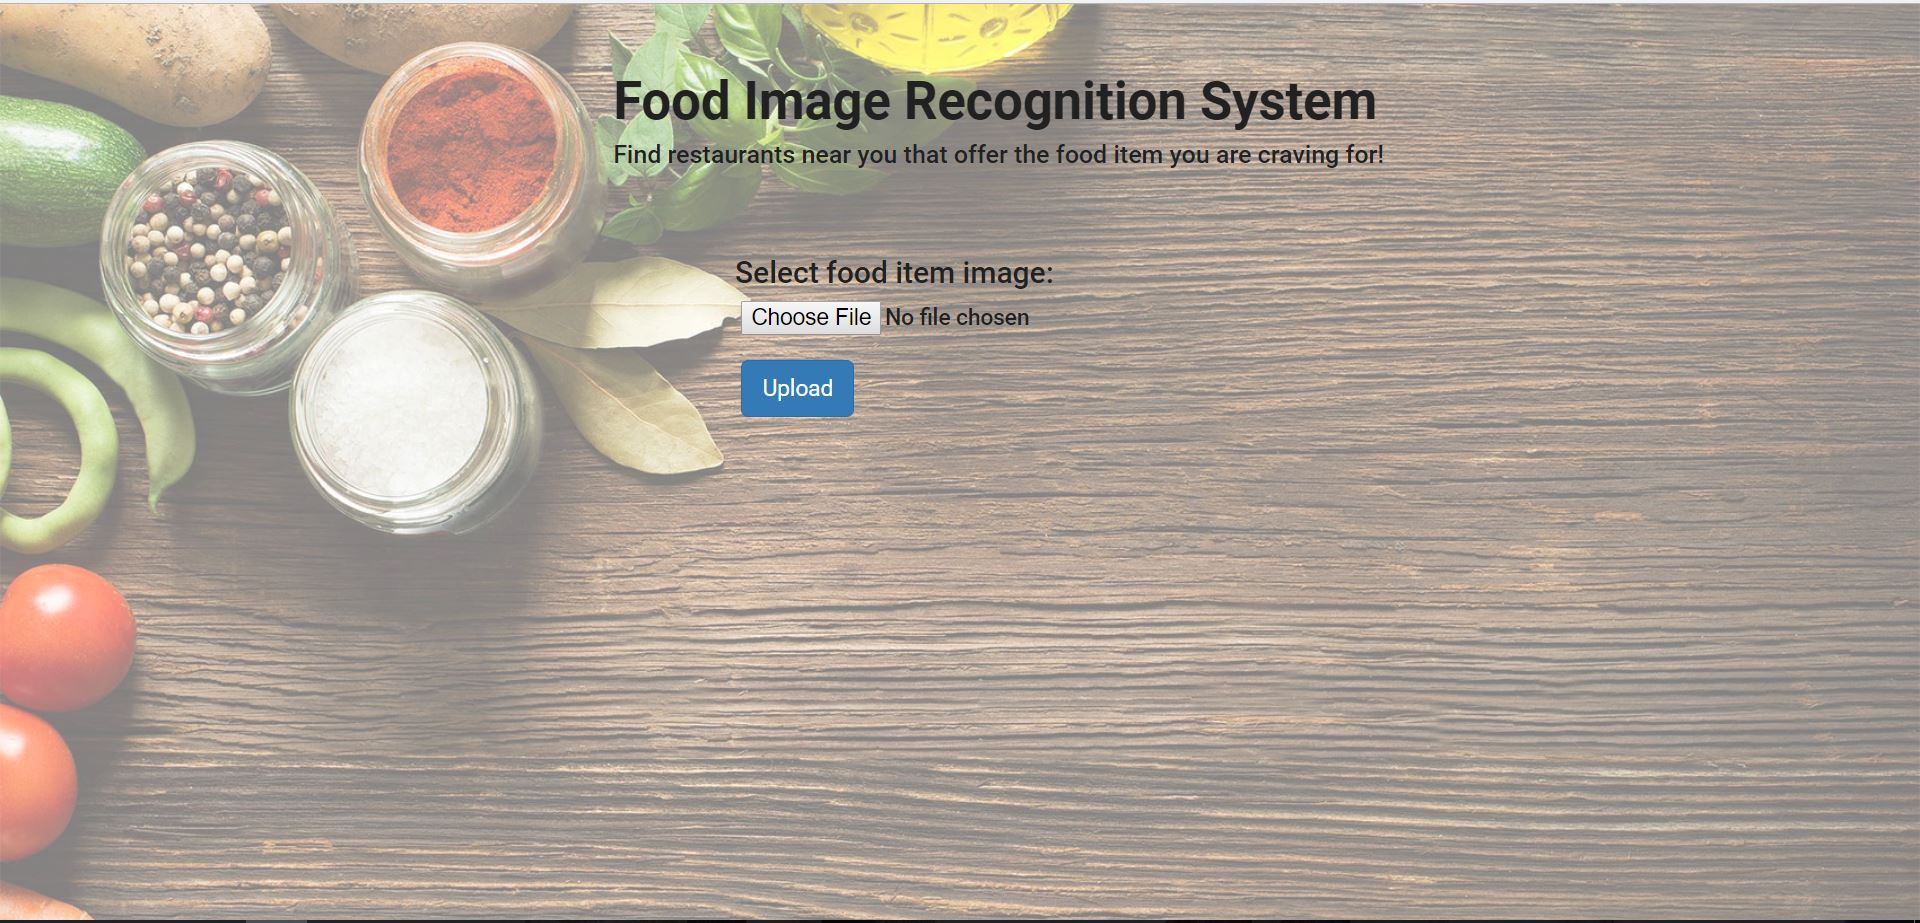 Food Image Recognition System
Find restaurants near you that offer the food item you are craving for!
Select food item image:
Choose File No file chosen
Upload